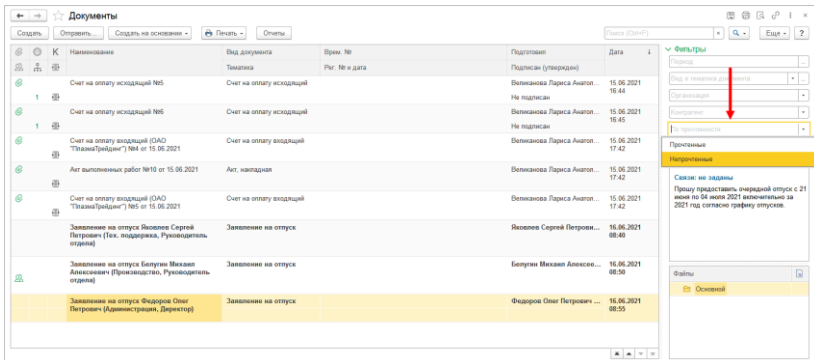 Документы
Создать Отправить... Создать на основании Печать Отчеты Поиск (Ctrl+F) Еще ?
К Наименование Вид документа Врем. № Подготовил Дата
Тематика Рег. № и дата Подписан (утвержден)
Счет на оплату исходящий №5 Счет на оплату исходящий Великанова Лариса Анатол... 15.06.2021
16:44
Не подписан
Счет на оплату исходящий №6 Счет на оплату исходящий Великанова Лариса Анатол... 15.06.2021
16:45
Не подписан
Счет на оплату входящий (ОАО Счет на оплату входящий Великанова Лариса Анатол... 15.06.2021
"ПлазмаТрейдинг") №4 от 15.06.2021 17:42
Акт выполненных работ №10 от 15.06.2021 Акт, накладная Великанова Лариса Анатол... 15.06.2021
17:42
Счет на оплату входящий (ОАО Счет на оплату входящий Великанова Лариса Анатол... 15.06.2021
"ПлазмаТрейдинг") №5 от 15.06.2021 17:42
Заявление на отпуск Яковлев Сергей Заявление на отпуск Яковлев Сергей Петрови... 16.06.2021
Петрович (Тех. поддержка, Руководитель 08:40
отдела)
Заявление на отпуск Белугин Михаил Заявление на отпуск Белугин Михаил Алексее... 16.06.2021
Алексеевич (Производство, Руководитель 08:50
отдела)
Заявление на отпуск Федоров Олег Заявление на отпуск Федоров Олег Петрович ... 16.06.2021
Петрович (Администрация, Директор) 08:55
Фильтры
Период
Вид и тематика документа
Организация
Контрагент
По прочтенности
Прочтенные
Непрочтенные
Связи: не заданы
Прошу предоставить очередной отпуск с 21
июня по 04 июля 2021 включительно за
2021 год согласно графику отпусков.
Файлы
Основной